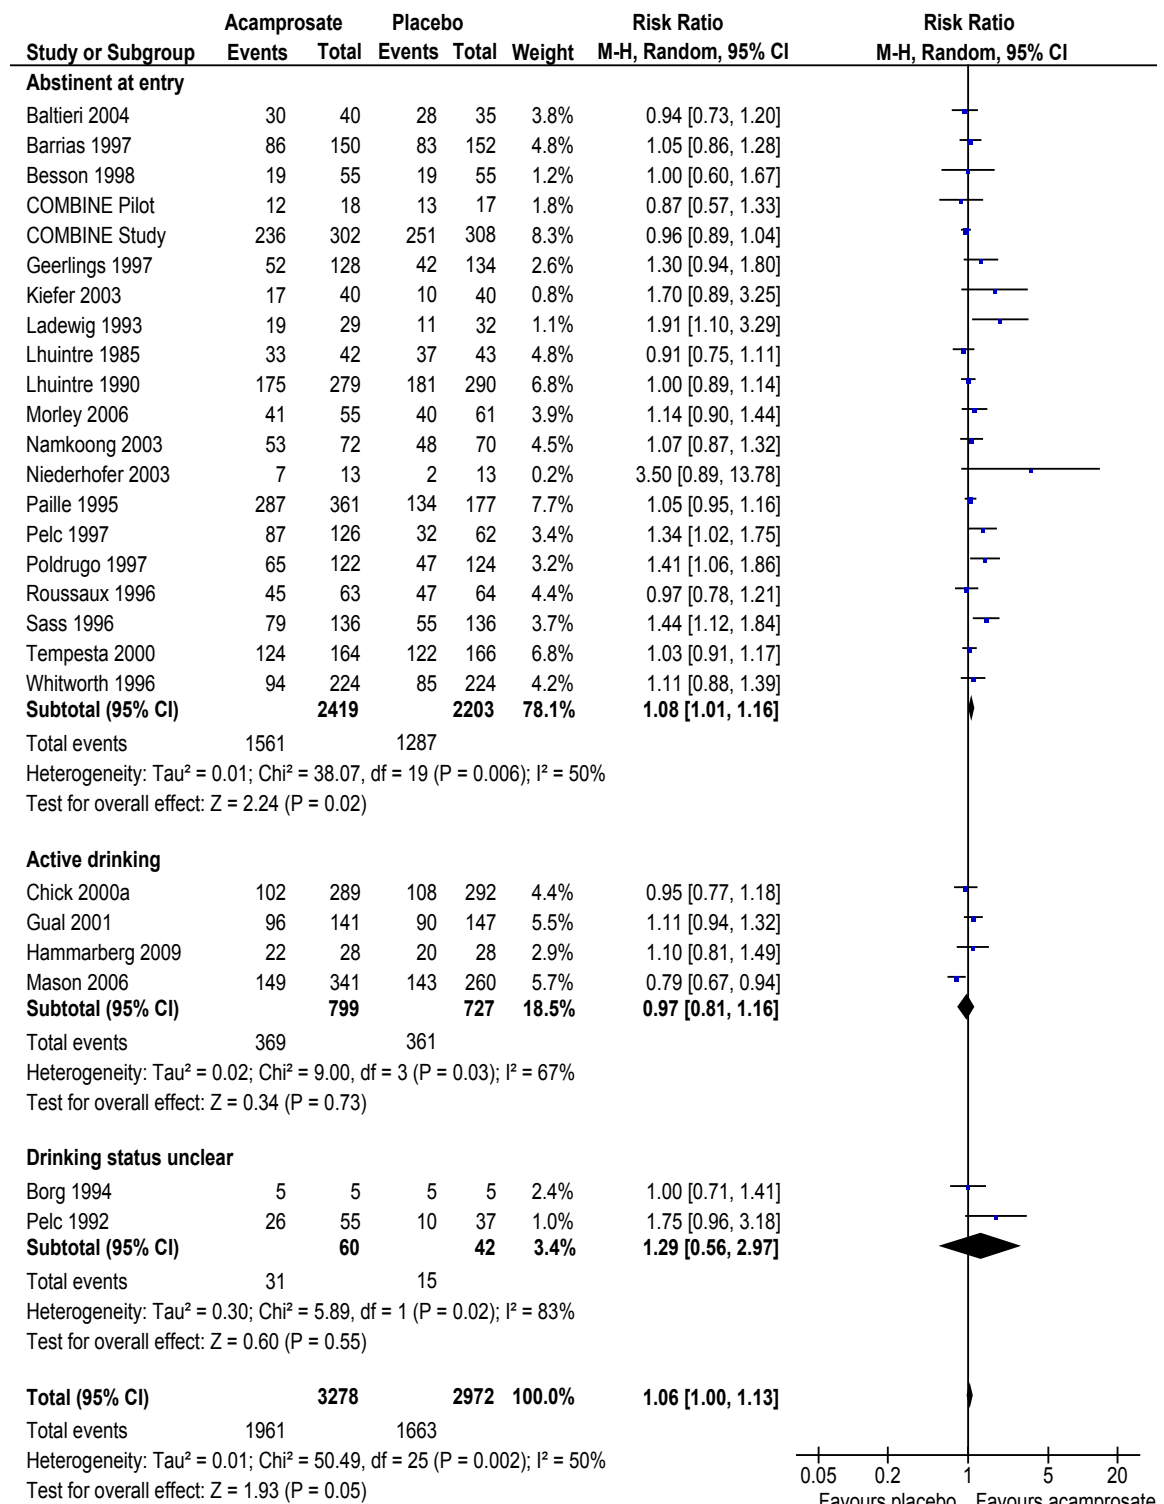 Acamprosate Placebo Risk Ratio Risk Ratio
Study or Subgroup Events Total Events Total Weight M-H, Random, 95% CI M-H, Random, 95% CI
Abstinent at entry
Baltieri 2004 30 40 28 35 3.8% 0.94 [0.73, 1.20]
Barrias 1997 86 150 83 152 4.8% 1.05 [0.86, 1.28]
Besson 1998 19 55 19 55 1.2% 1.00 [0.60, 1.67]
COMBINE Pilot 12 18 13 17 1.8% 0.87 [0.57, 1.33]
COMBINE Study 236 302 251 308 8.3% 0.96 [0.89, 1.04]
Geerlings 1997 52 128 42 134 2.6% 1.30 [0.94, 1.80]
Kiefer 2003 17 40 10 40 0.8% 1.70 [0.89, 3.25]
Ladewig 1993 19 29 11 32 1.1% 1.91 [1.10, 3.29]
Lhuintre 1985 33 42 37 43 4.8% 0.91 [0.75, 1.11]
Lhuintre 1990 175 279 181 290 6.8% 1.00 [0.89, 1.14]
Morley 2006 41 55 40 61 3.9% 1.14 [0.90, 1.44]
Namkoong 2003 53 72 48 70 4.5% 1.07 [0.87, 1.32]
Niederhofer 2003 7 13 2 13 0.2% 3.50 [0.89, 13.78]
Paille 1995 287 361 134 177 7.7% 1.05 [0.95, 1.16]
Pelc 1997 87 126 32 62 3.4% 1.34 [1.02, 1.75]
Poldrugo 1997 65 122 47 124 3.2% 1.41 [1.06, 1.86]
Roussaux 1996 45 63 47 64 4.4% 0.97 [0.78, 1.21]
Sass 1996 79 136 55 136 3.7% 1.44 [1.12, 1.84]
Tempesta 2000 124 164 122 166 6.8% 1.03 [0.91, 1.17]
Whitworth 1996 94 224 85 224 4.2% 1.11 [0.88, 1.39]
Subtotal (95% CI) 2419 2203 78.1% 1.08 [1.01, 1.16]
Total events 1561 1287
Heterogeneity: Tau² = 0.01; Chi² = 38.07, df = 19 (P = 0.006); I² = 50%
Test for overall effect: Z = 2.24 (P = 0.02)
Active drinking
Chick 2000a 102 289 108 292 4.4% 0.95 [0.77, 1.18]
Gual 2001 96 141 90 147 5.5% 1.11 [0.94, 1.32]
Hammarberg 2009 22 28 20 28 2.9% 1.10 [0.81, 1.49]
Mason 2006 149 341 143 260 5.7% 0.79 [0.67, 0.94]
Subtotal (95% CI) 799 727 18.5% 0.97 [0.81, 1.16]
Total events 369 361
Heterogeneity: Tau² = 0.02; Chi² = 9.00, df = 3 (P = 0.03); I² = 67%
Test for overall effect: Z = 0.34 (P = 0.73)
Drinking status unclear
Borg 1994 5 5 5 5 2.4% 1.00 [0.71, 1.41]
Pelc 1992 26 55 10 37 1.0% 1.75 [0.96, 3.18]
Subtotal (95% CI) 60 42 3.4% 1.29 [0.56, 2.97]
Total events 31 15
Heterogeneity: Tau² = 0.30; Chi² = 5.89, df = 1 (P = 0.02); I² = 83%
Test for overall effect: Z = 0.60 (P = 0.55)
Total (95% CI) 3278 2972 100.0% 1.06 [1.00, 1.13]
Total events 1961 1663
Heterogeneity: Tau² = 0.01; Chi² = 50.49, df = 25 (P = 0.002); I² = 50%
Test for overall effect: Z = 1.93 (P = 0.05)
0.05 0.2 1 5 20
Favours placebo Favours acamprosate